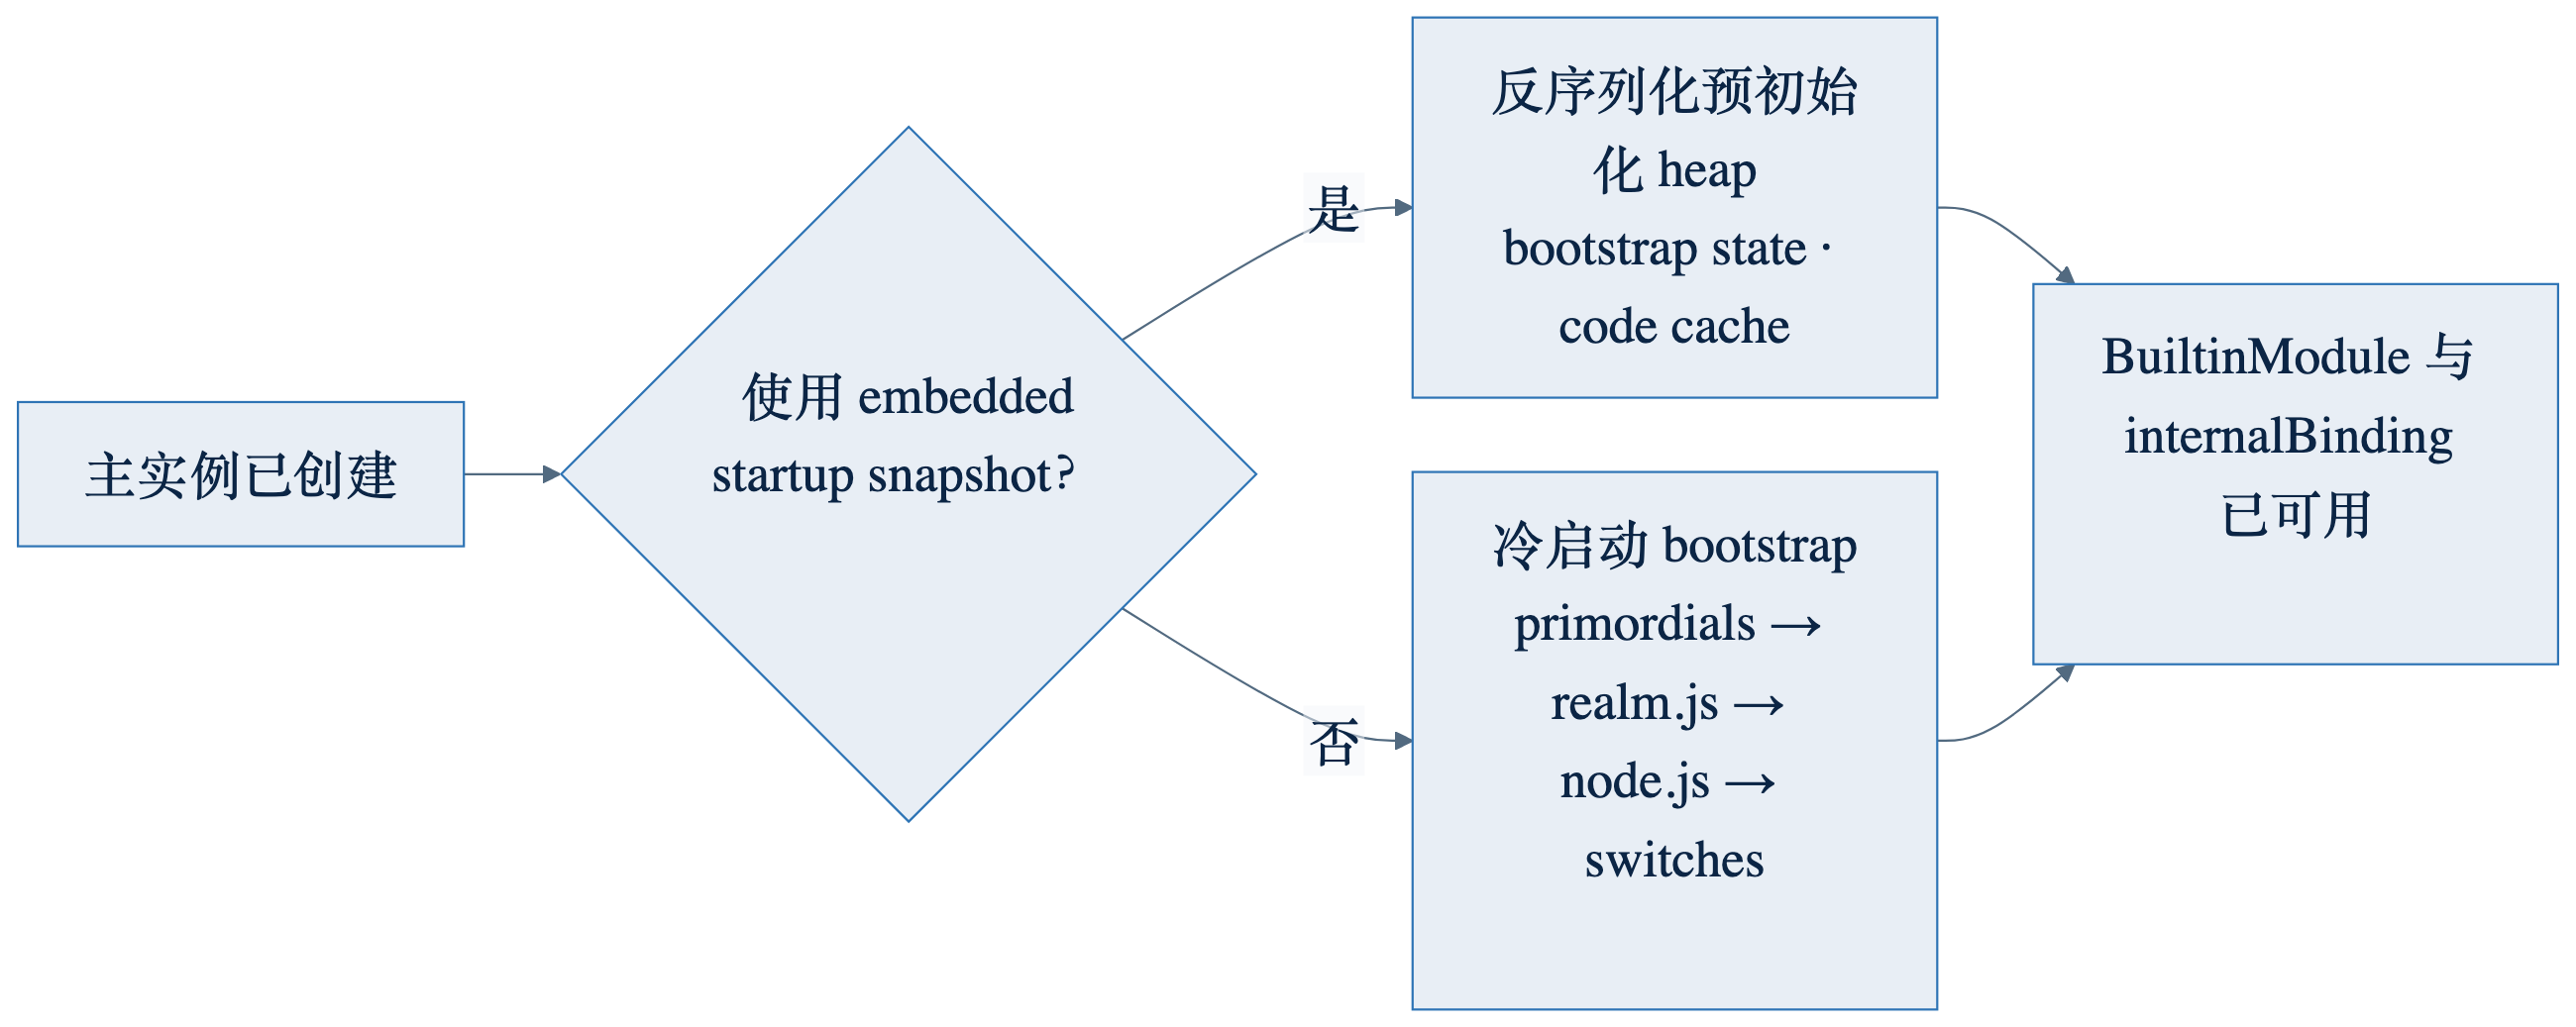 主实例已创建
使用 embedded
startup snapshot?
是
反序列化预初始
化 heap
bootstrap state ·
code cache
否
冷启动 bootstrap
primordials →
realm.js →
node.js →
switches
BuiltinModule 与
internalBinding
已可用